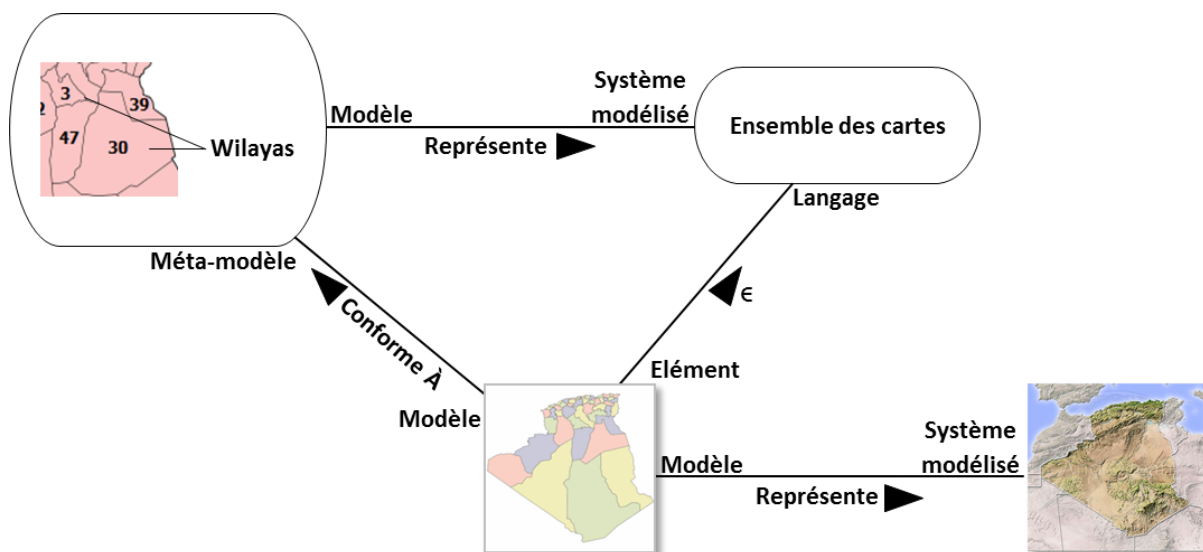 3
39
47
30
Wilayas
Modèle
Représente
Système
modélisé
Ensemble des cartes
Langage
Méta-modèle
Conforme À
ϵ
Elément
Modèle
Modèle
Représente
Système
modélisé